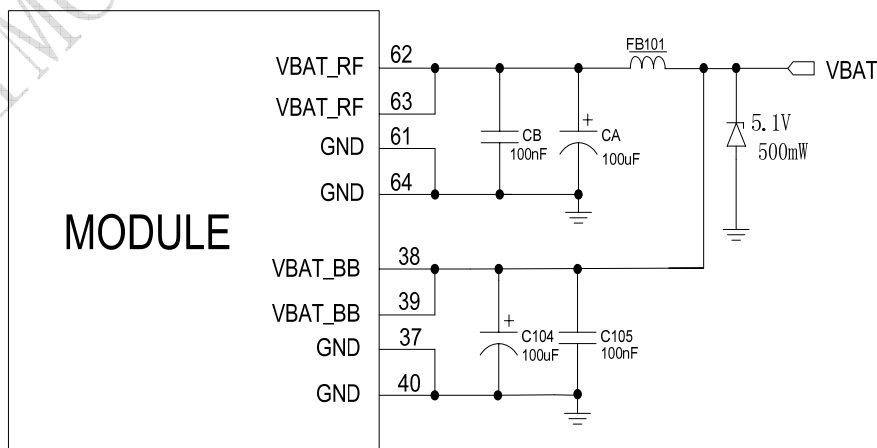 FB101
62
VBAT_RF
VBAT
63
VBAT_RF
+
5.1V
61
CB
CA
GND
100nF
100uF
500mW
64
GND
MODULE
38
VBAT_BB
39
VBAT_BB
+
37
C104
C105
GND
100uF
100nF
40
GND